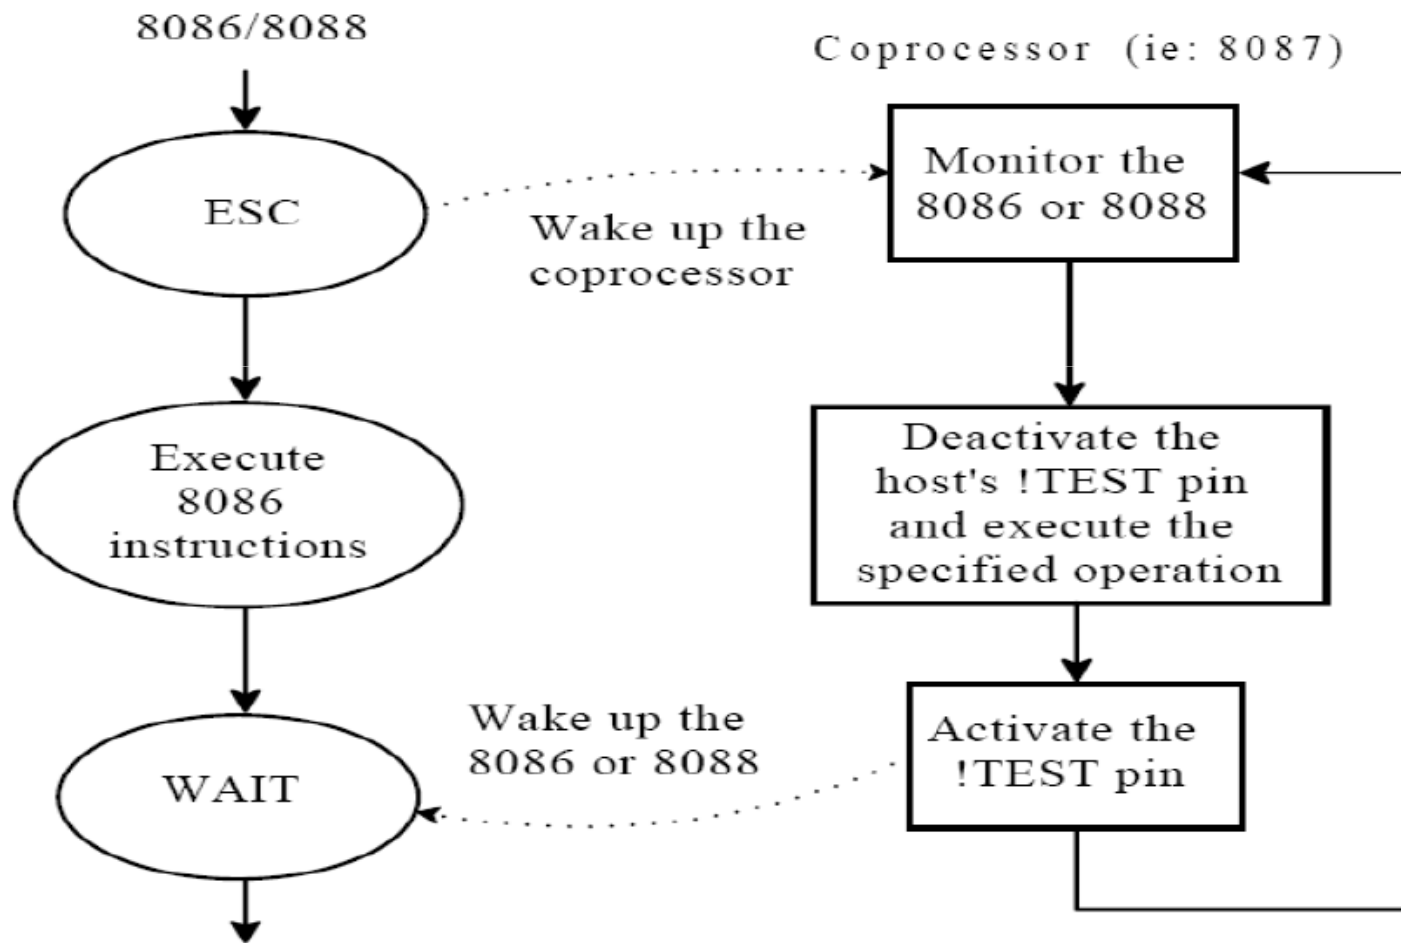 8086/8088
Coprocessor (ie: 8087)
ESC
Wake up the
coprocessor
Monitor the
8086 or 8088
Execute
8086
instructions
Deactivate the
host's !TEST pin
and execute the
specified operation
WAIT
Wake up the
8086 or 8088
Activate the
!TEST pin